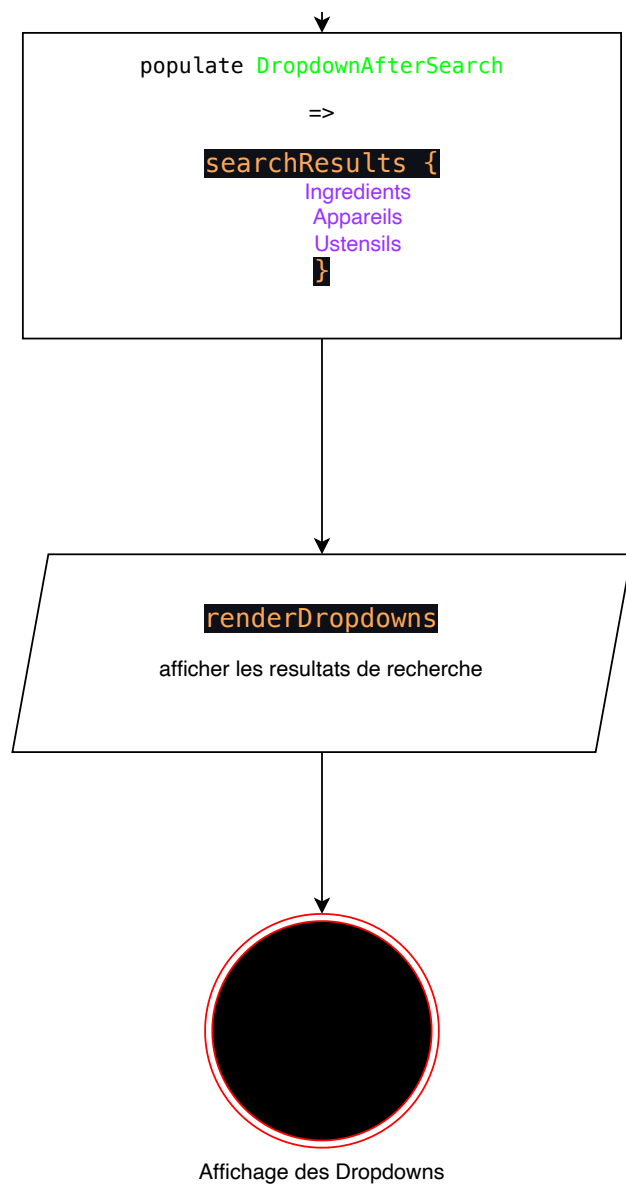 populate DropdownAfterSearch
=>
searchResults {
Ingredients
Appareils
Ustensils
}
renderDropdowns
afficher les resultats de recherche
Affichage des Dropdowns